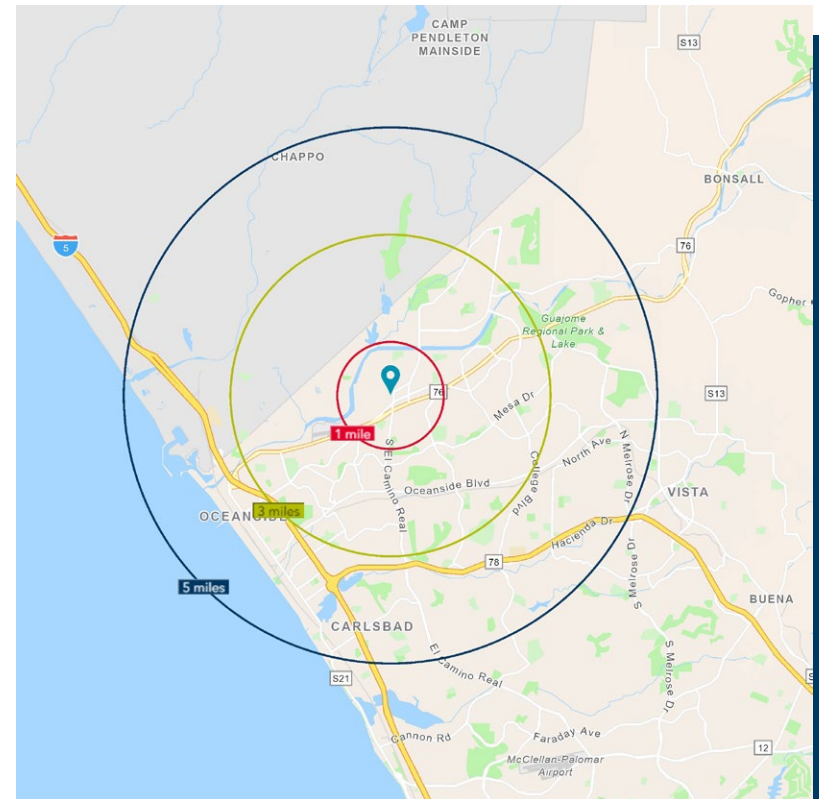 CAMP
PENDLETON
MAINSIDE
S13
CHAPPO
BONSALL
5
76
Gopher
Guajome
Regional Park &
Lake
76
S13
Mesa Dr
1 mile
S El Camino Real
College Blvd
North Ave
N Melrose Dr
Oceanside Blvd
VISTA
3 miles
OCEANSIDE
Hacienda Dr
78
5 miles
S Melrose Dr
BUENA
CARLSBAD
El Camino Real
S Melrose Dr
S21
Cannon Rd
Faraday Ave
12
McClellan-Palomar
Airport